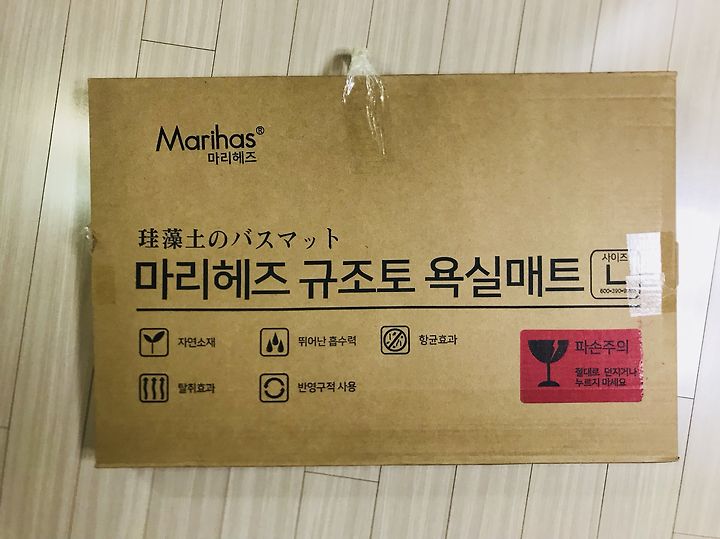 Marihas®
마리헤즈
珪藻土のバスマット
마리헤즈 규조토 욕실매트
사이즈
L
자연소재
뛰어난 흡수력
항균효과
탈취효과
반영구적 사용
파손주의
절대로 던지거나
누르지 마세요